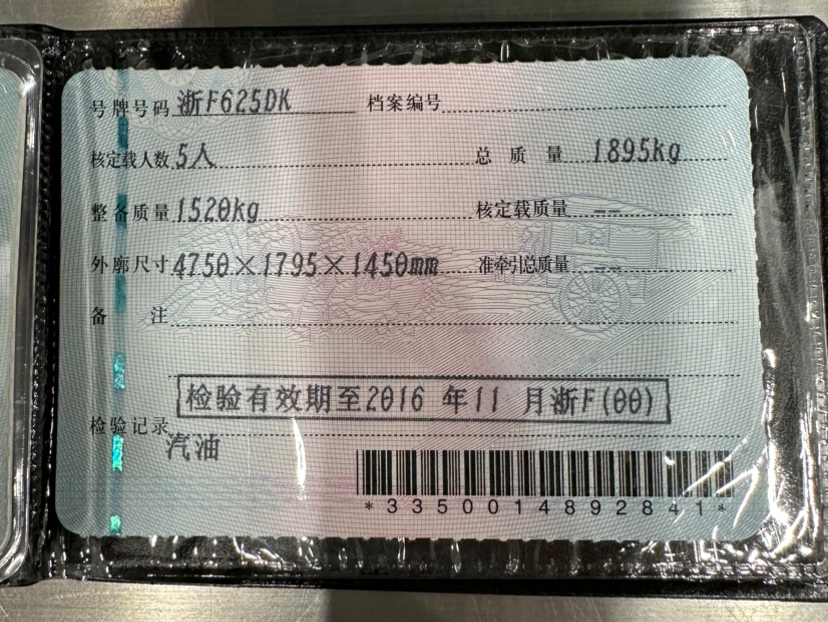 号牌号码 浙F625DK 档案编号
核定载人数 5人 总质量 1895kg
整备质量 1520kg 核定载质量 --
外廓尺寸 4750×1795×1450mm 准牵引总质量 --
备注
检验有效期至2016 年11 月浙F(00)
检验记录
汽油
*3350014892841*